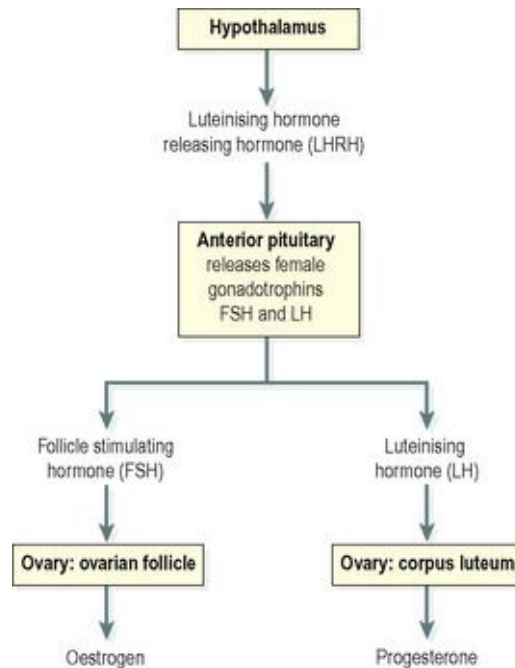 Hypothalamus
Luteinising hormone
releasing hormone (LHRH)
Anterior pituitary
releases female
gonadotrophins
FSH and LH
Follicle stimulating
hormone (FSH)
Luteinising
hormone (LH)
Ovary: ovarian follicle
Ovary: corpus luteum
Oestrogen
Progesterone